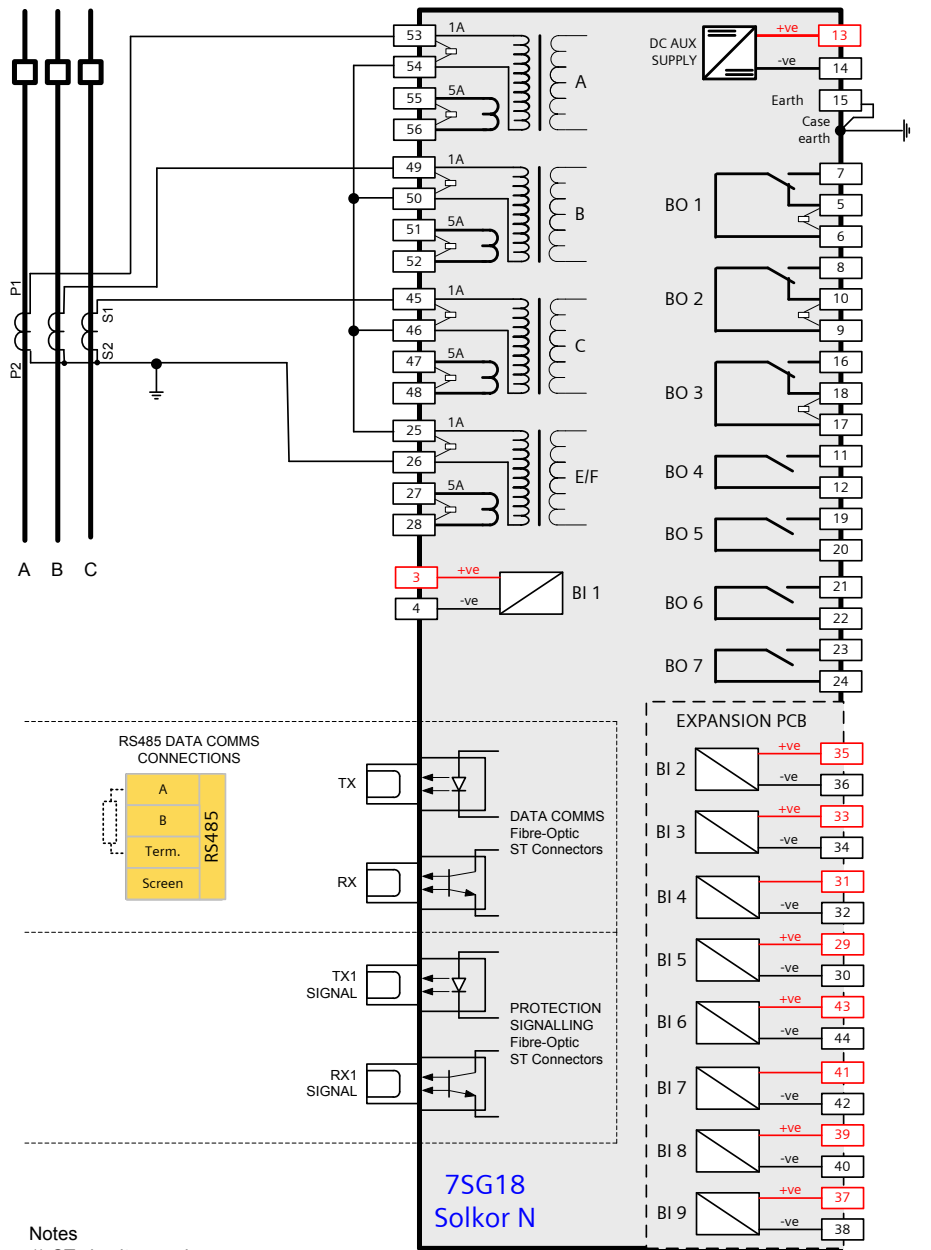 53 1A
54
55 5A
56
A
49 1A
50
51 5A
52
B
45 1A
46
47 5A
48
C
25 1A
26
27 5A
28
E/F
P1
P2
S1
S2
A B C
3 +ve
4 -ve
BI 1
DC AUX
SUPPLY
+ve 13
-ve 14
Earth 15
Case
earth
BO 1
7
5
6
BO 2
8
10
9
BO 3
16
18
17
BO 4
11
12
BO 5
19
20
BO 6
21
22
BO 7
23
24
EXPANSION PCB
BI 2
+ve 35
-ve 36
BI 3
+ve 33
-ve 34
BI 4
+ve 31
-ve 32
BI 5
+ve 29
-ve 30
BI 6
+ve 43
-ve 44
BI 7
+ve 41
-ve 42
BI 8
+ve 39
-ve 40
BI 9
+ve 37
-ve 38
RS485 DATA COMMS
CONNECTIONS
A
B
Term.
Screen
RS485
TX
RX
DATA COMMS
Fibre-Optic
ST Connectors
TX1
SIGNAL
RX1
SIGNAL
PROTECTION
SIGNALLING
Fibre-Optic
ST Connectors
7SG18
Solkor N
Notes